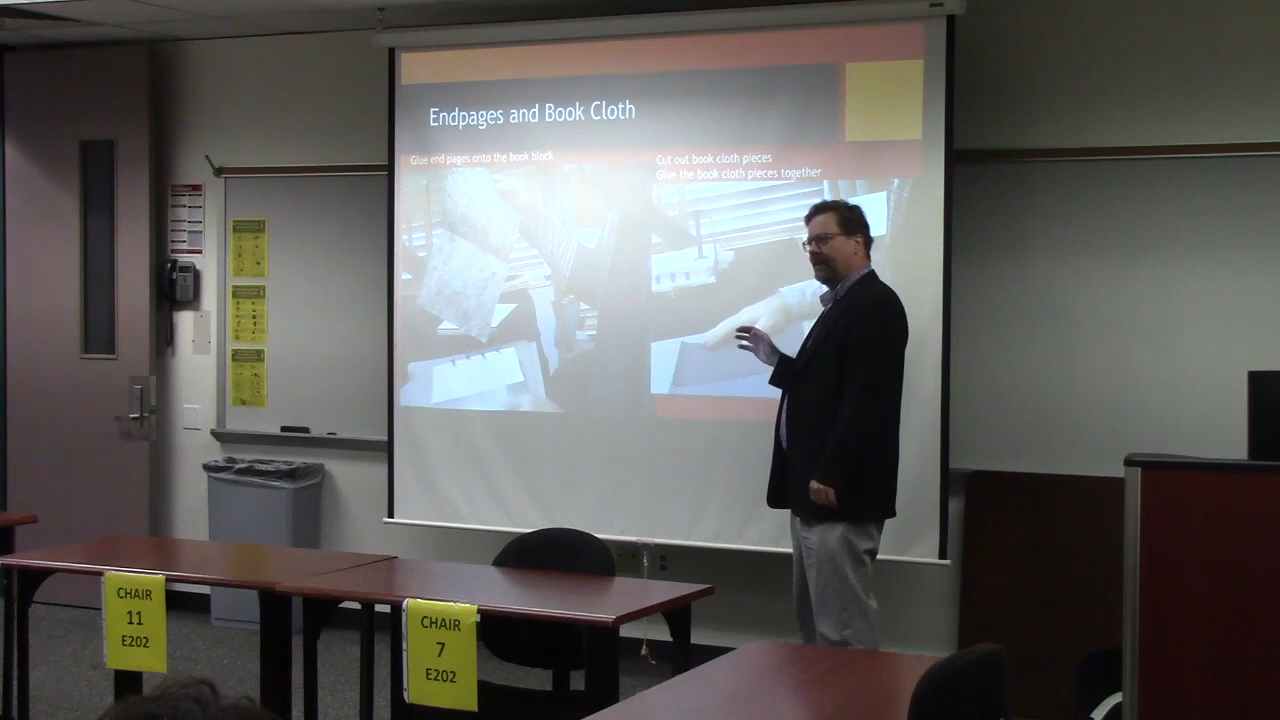 Endpages and Book Cloth
Glue end pages onto the book block
Cut out book cloth pieces
Glue the book cloth pieces together
CHAIR
11
E202
CHAIR
7
E202